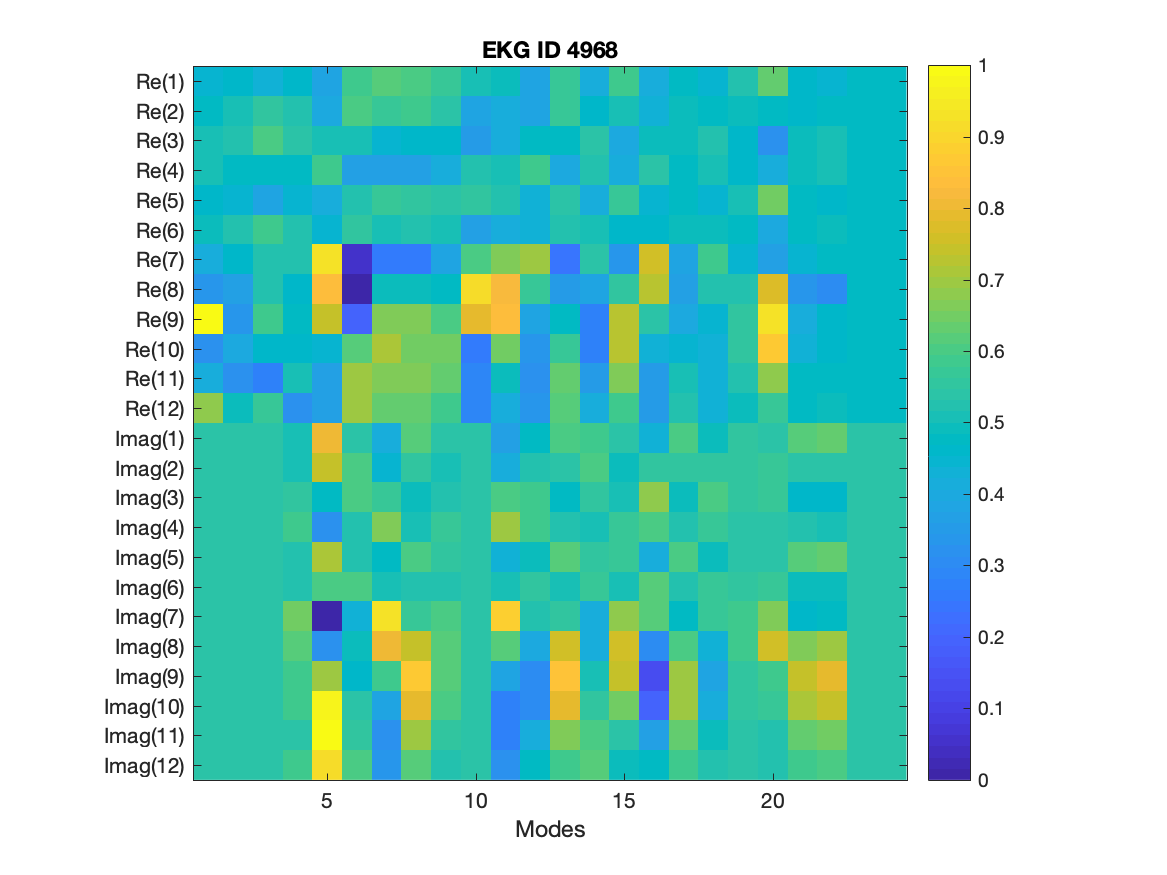 EKG ID 4968
Re(1)
Re(2)
Re(3)
Re(4)
Re(5)
Re(6)
Re(7)
Re(8)
Re(9)
Re(10)
Re(11)
Re(12)
Imag(1)
Imag(2)
Imag(3)
Imag(4)
Imag(5)
Imag(6)
Imag(7)
Imag(8)
Imag(9)
Imag(10)
Imag(11)
Imag(12)
5 10 15 20
Modes
1
0.9
0.8
0.7
0.6
0.5
0.4
0.3
0.2
0.1
0